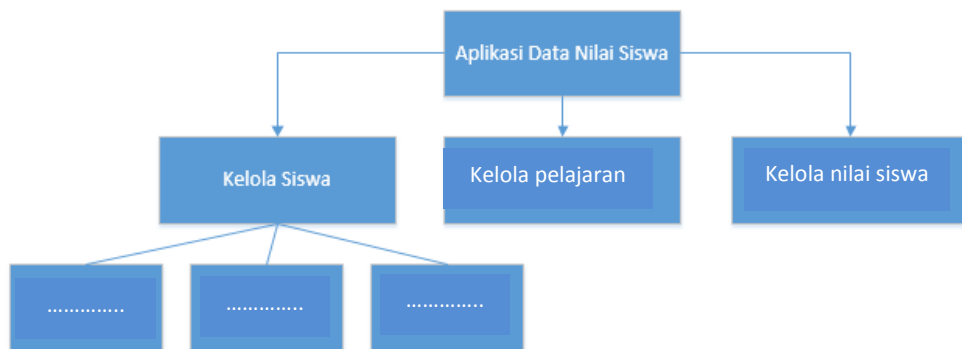 Aplikasi Data Nilai Siswa
Kelola Siswa
Kelola pelajaran
Kelola nilai siswa
…………..
…………..
…………..